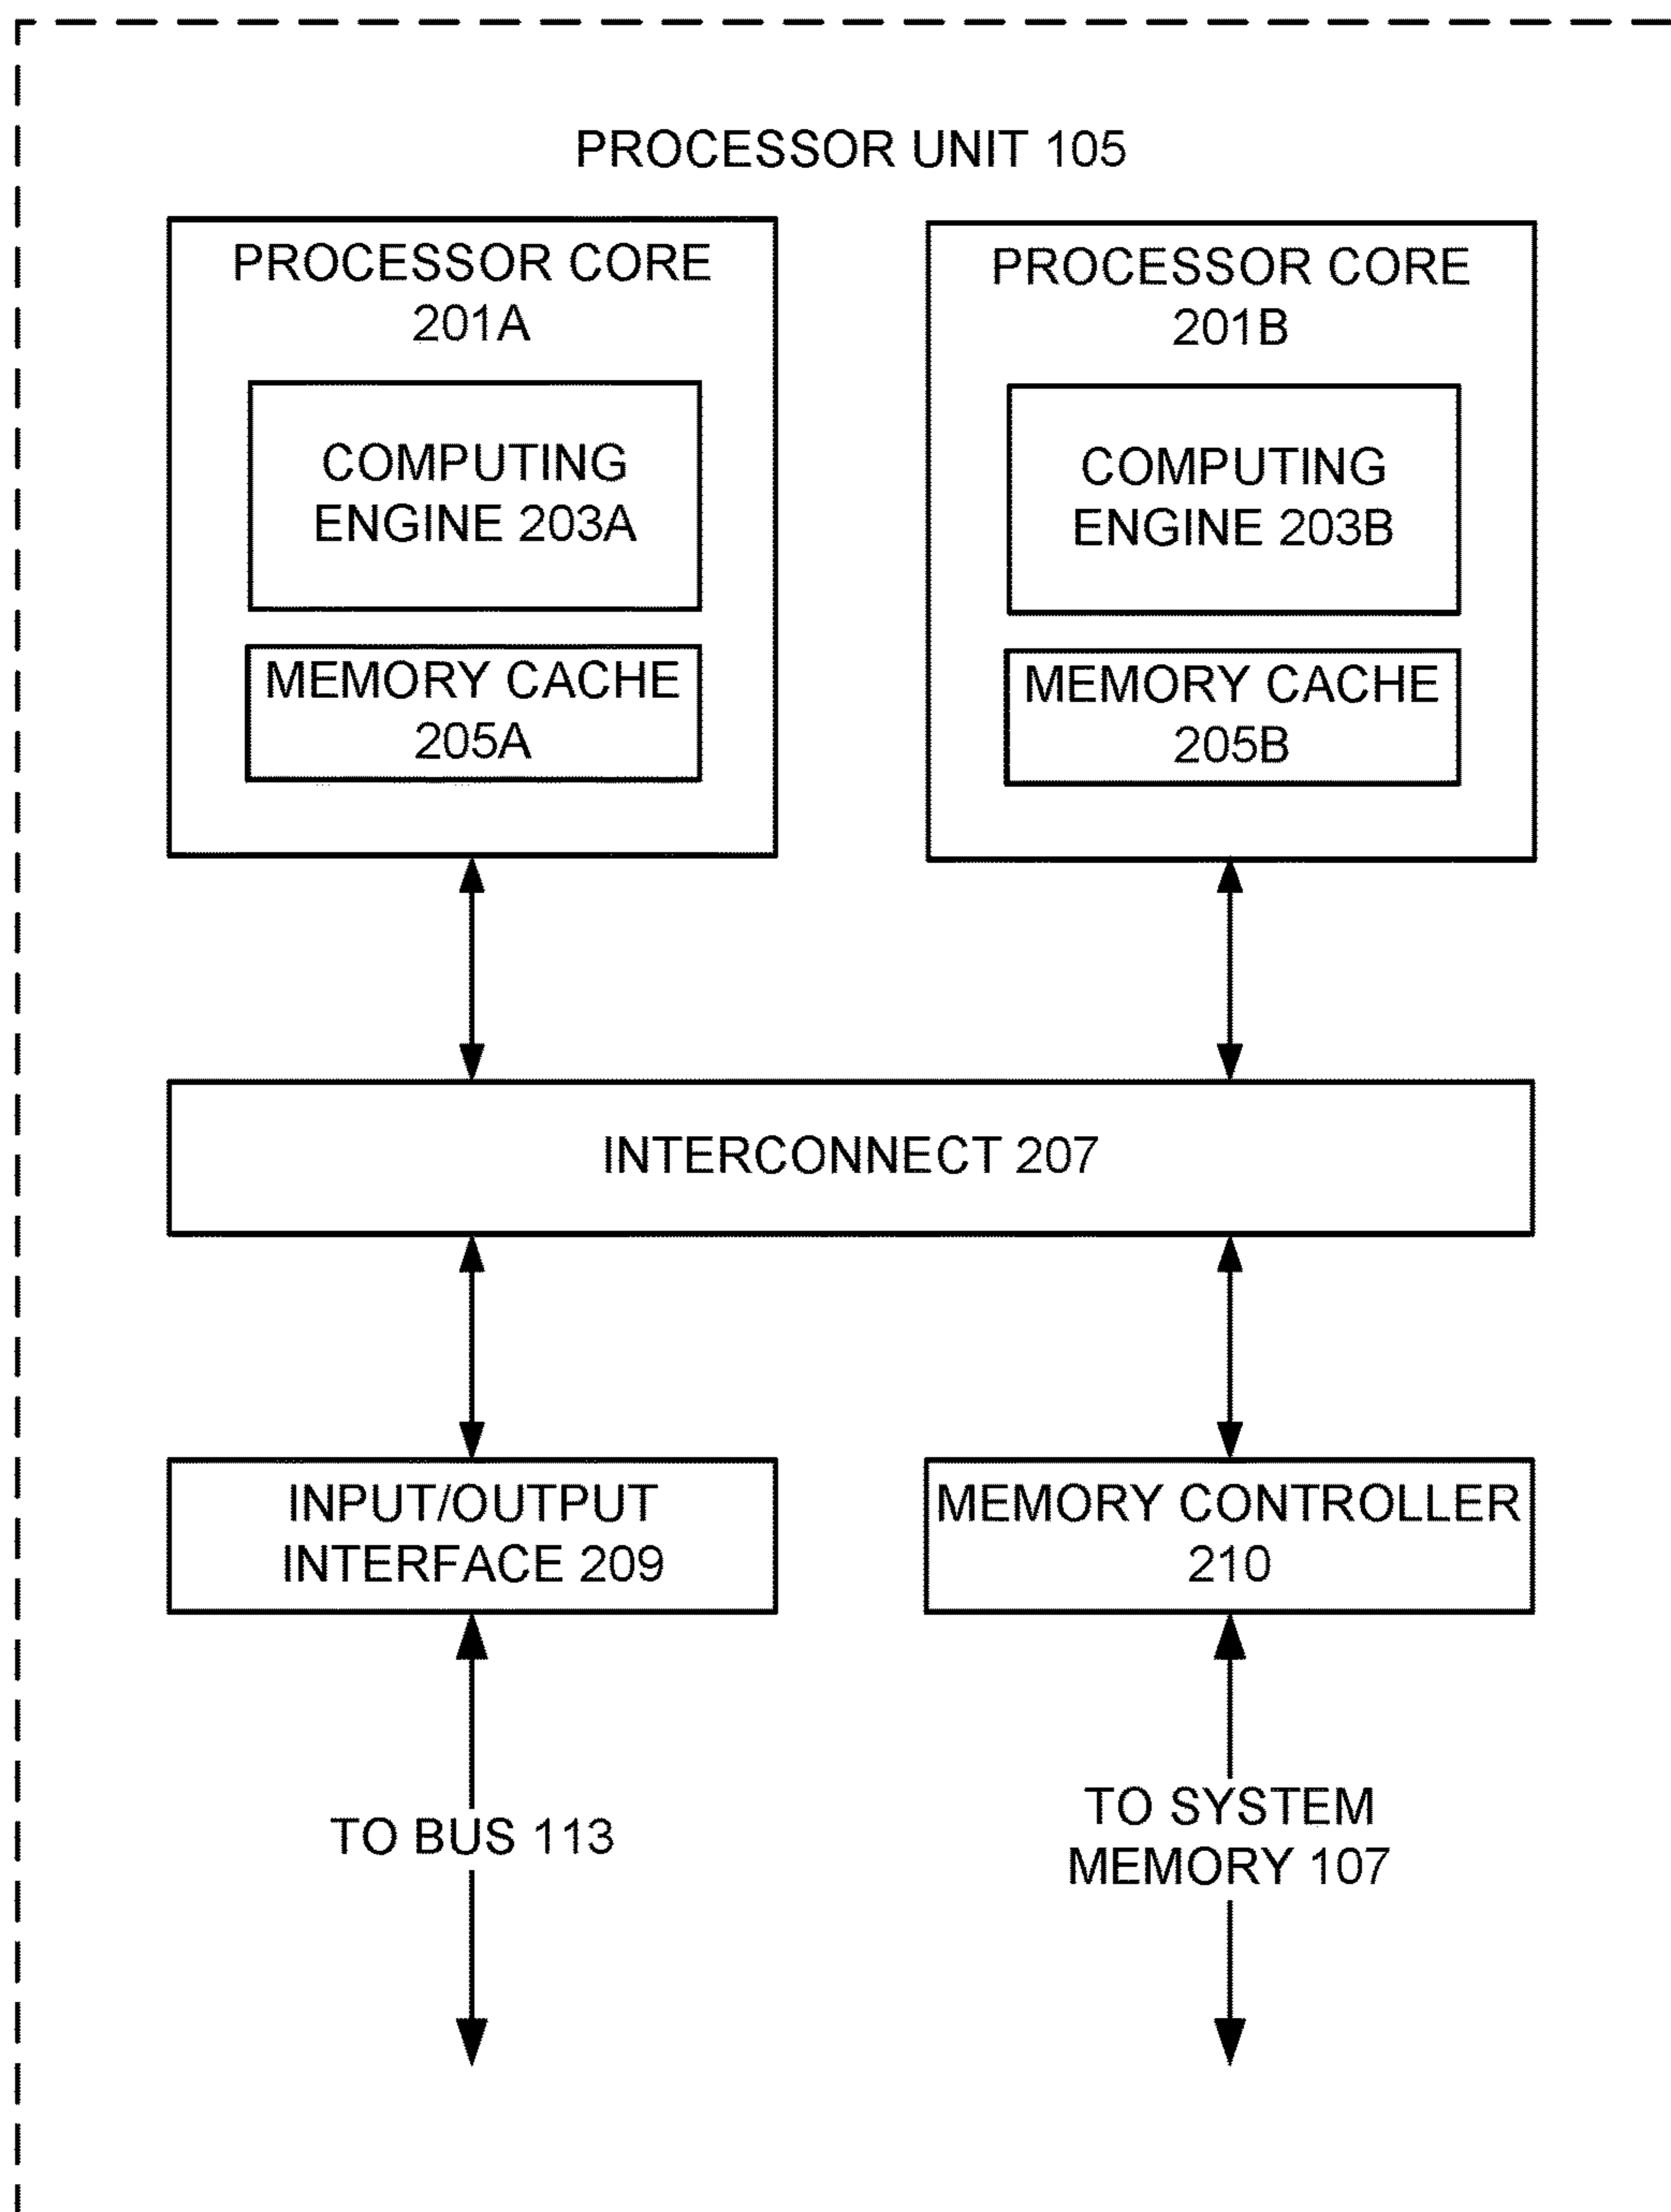 PROCESSOR UNIT 105
PROCESSOR CORE
201A
COMPUTING
ENGINE 203A
MEMORY CACHE
205A
PROCESSOR CORE
201B
COMPUTING
ENGINE 203B
MEMORY CACHE
205B
INTERCONNECT 207
INPUT/OUTPUT
INTERFACE 209
MEMORY CONTROLLER
210
TO BUS 113
TO SYSTEM
MEMORY 107